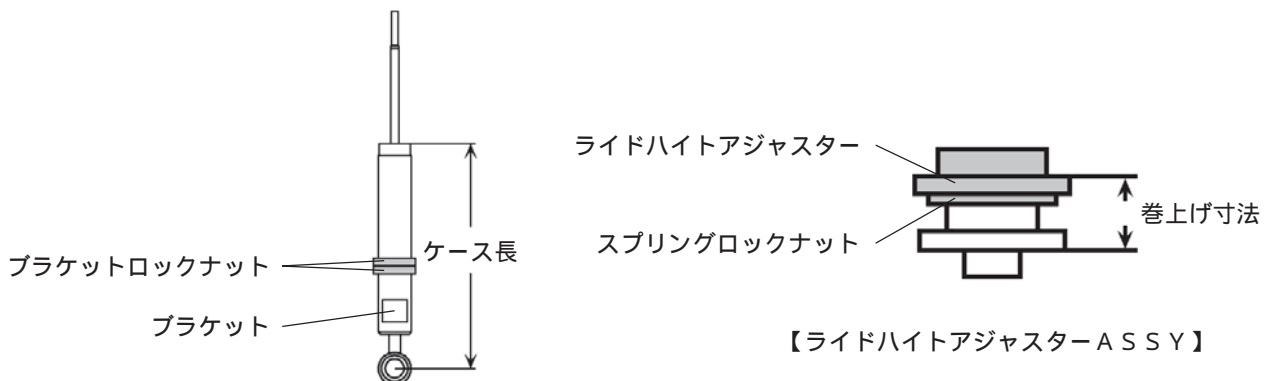 ケース長
ブラケットロックナット
ブラケット
ライドハイトアジャスター
スプリングロックナット
巻上げ寸法
【ライドハイトアジャスターＡＳＳＹ】